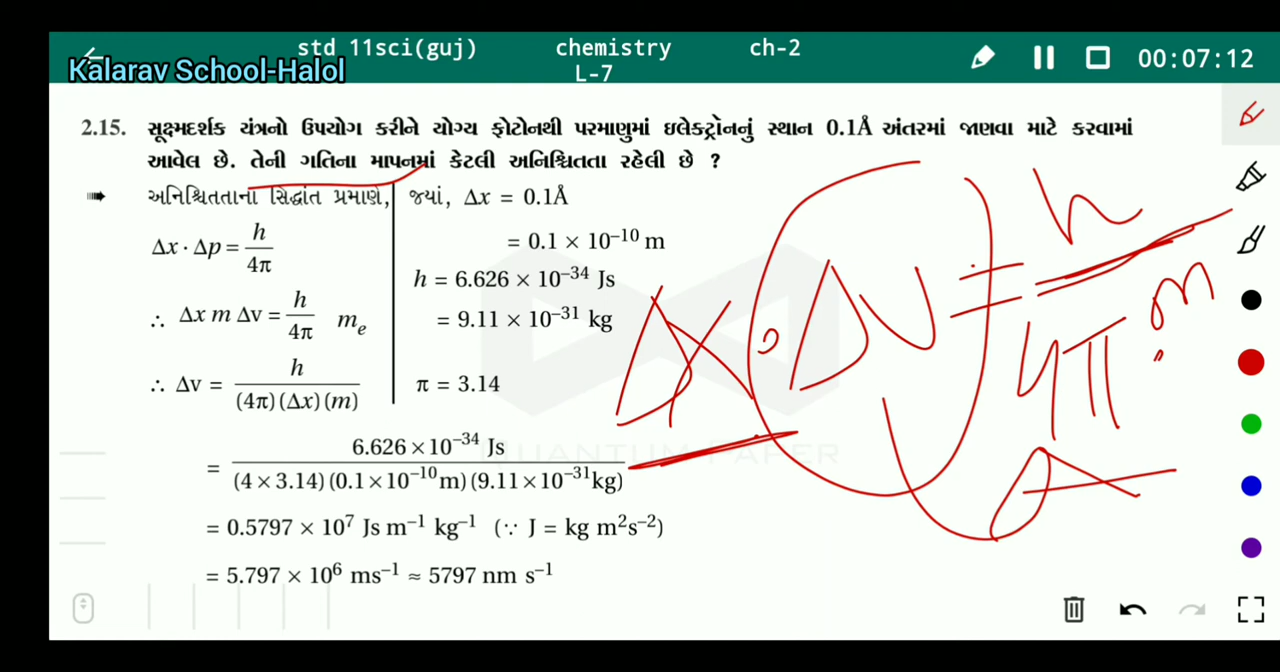 std 11sci(guj) chemistry ch-2
Kalarav School-Halol L-7 00:07:12
2.15. સૂક્ષ્મદર્શક યંત્રનો ઉપયોગ કરીને યોગ્ય ફોટોનથી પરમાણુમાં ઇલેક્ટ્રોનનું સ્થાન 0.1Å અંતરમાં જાણવા માટે કરવામાં
આવેલ છે. તેની ગતિના માપનમાં કેટલી અનિશ્ચિતતા રહેલી છે ?
➠ અનિશ્ચિતતાના સિદ્ધાંત પ્રમાણે,
Δx · Δp = h/4π
∴ Δx m Δv = h/4π mₑ
∴ Δv = h/(4π)(Δx)(m)
જ્યાં, Δx = 0.1Å
= 0.1 × 10⁻¹⁰ m
h = 6.626 × 10⁻³⁴ Js
= 9.11 × 10⁻³¹ kg
π = 3.14
= 6.626 × 10⁻³⁴ Js/(4 × 3.14) (0.1 × 10⁻¹⁰ m) (9.11 × 10⁻³¹ kg)
= 0.5797 × 10⁷ Js m⁻¹ kg⁻¹ (∵ J = kg m²s⁻²)
= 5.797 × 10⁶ ms⁻¹ ≈ 5797 nm s⁻¹
Δx · Δv = h/4πm
QUANTUM PAPER